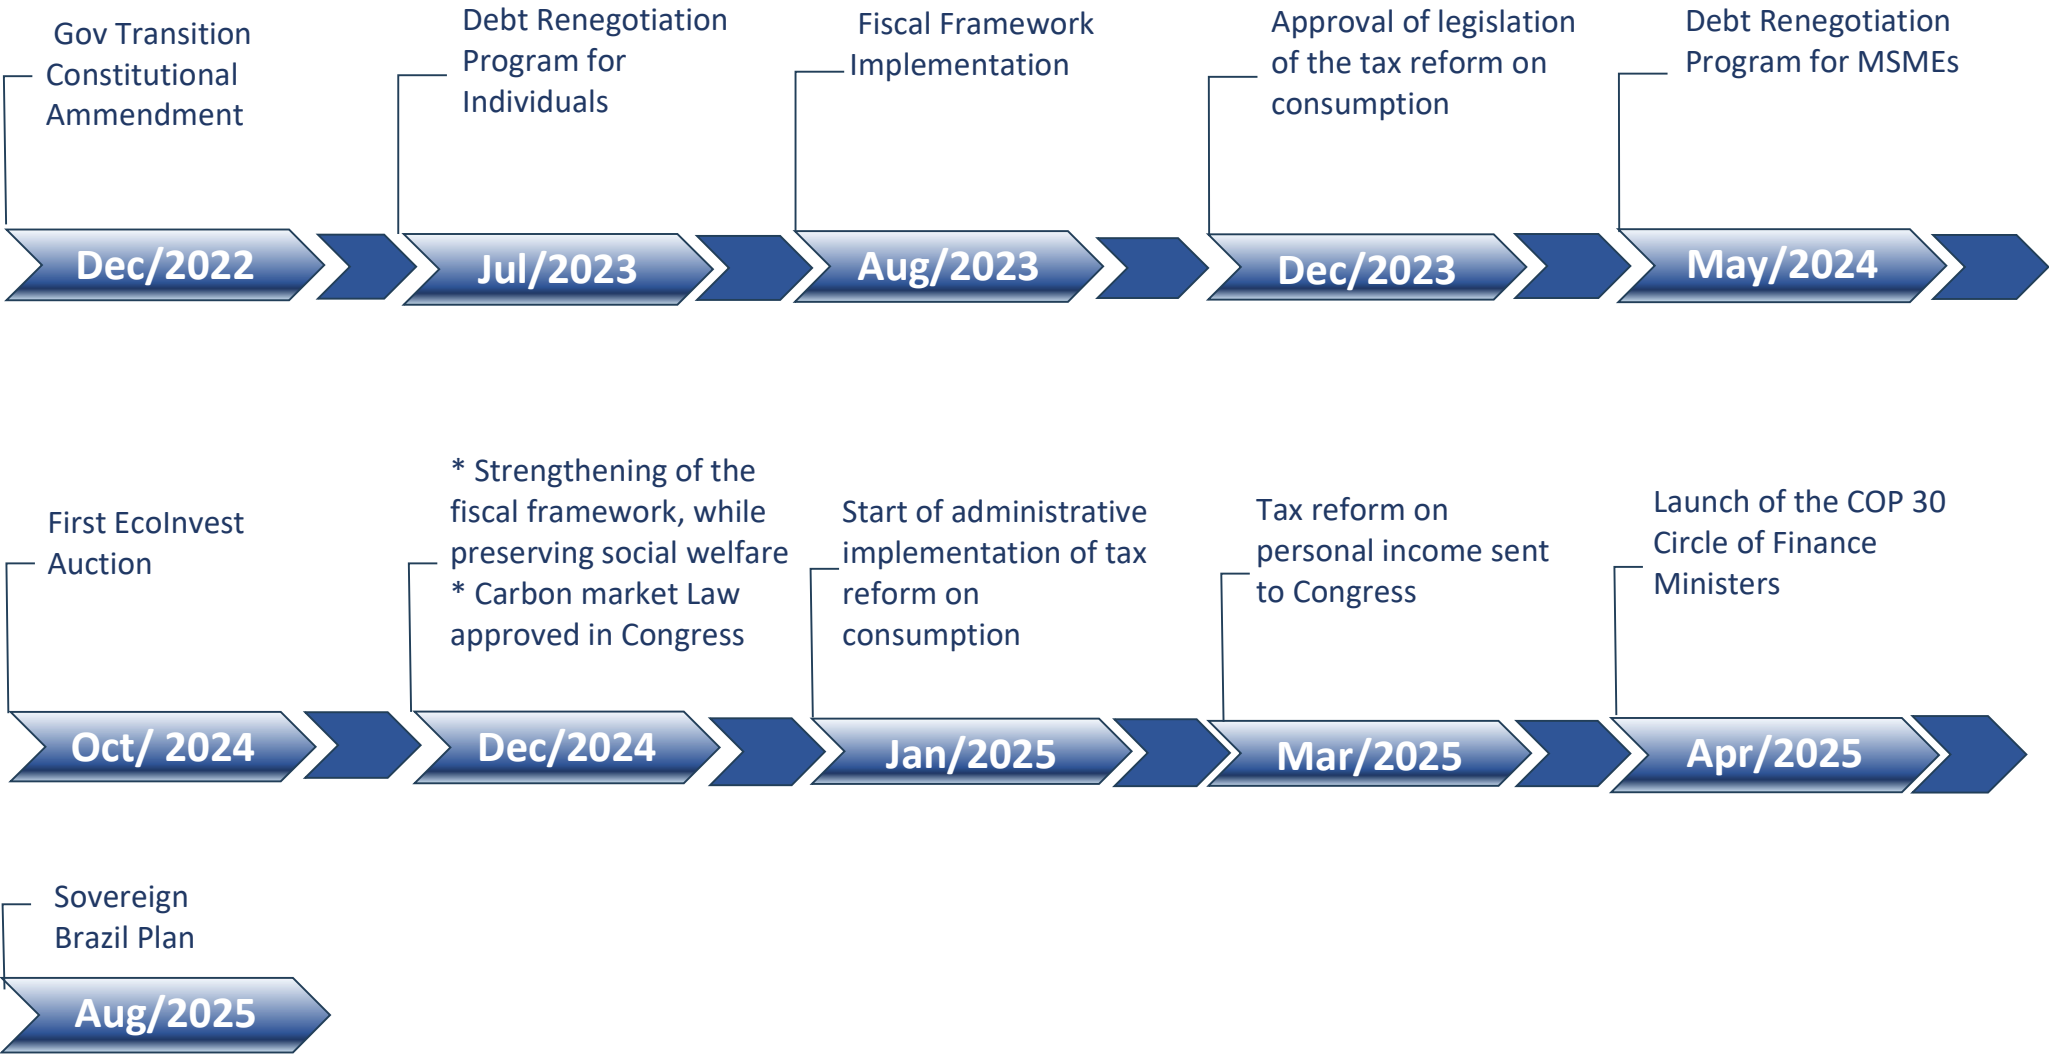 Gov Transition
Constitutional
Ammendment
Dec/2022
Debt Renegotiation
Program for
Individuals
Jul/2023
Fiscal Framework
Implementation
Aug/2023
Approval of legislation
of the tax reform on
consumption
Dec/2023
Debt Renegotiation
Program for MSMEs
May/2024
First EcoInvest
Auction
Oct/ 2024
* Strengthening of the
fiscal framework, while
preserving social welfare
* Carbon market Law
approved in Congress
Dec/2024
Start of administrative
implementation of tax
reform on
consumption
Jan/2025
Tax reform on
personal income sent
to Congress
Mar/2025
Launch of the COP 30
Circle of Finance
Ministers
Apr/2025
Sovereign
Brazil Plan
Aug/2025